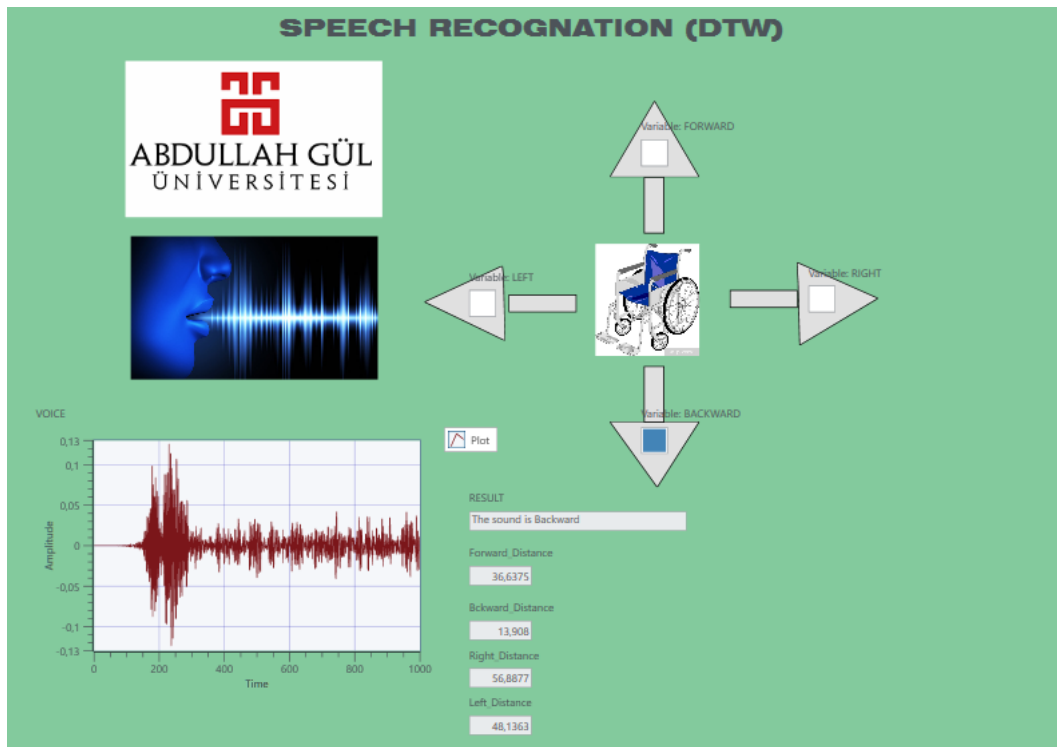 SPEECH RECOGNATION (DTW)
ABDULLAH GÜL
ÜNİVERSİTESİ
Variable: FORWARD
Variable: LEFT
Variable: RIGHT
Variable: BACKWARD
VOICE
0,13
0,1
0,05
0
-0,05
-0,1
-0,13
Amplitude
0
200
400
600
800
1000
Time
Plot
RESULT
The sound is Backward
Forward_Distance
36,6375
Bckward_Distance
13,908
Right_Distance
56,8877
Left_Distance
48,1363